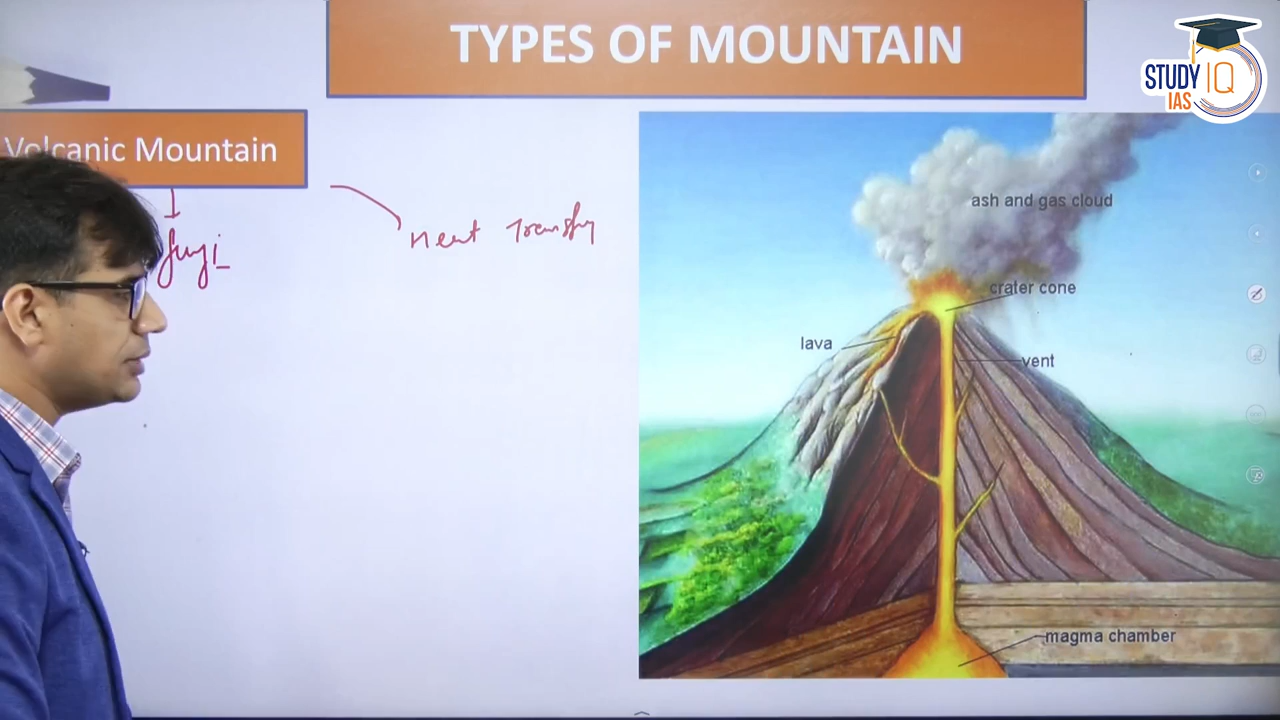 TYPES OF MOUNTAIN
STUDY IQ
IAS
Volcanic Mountain
fuji
Heat Transfer
ash and gas cloud
crater cone
lava
vent
magma chamber